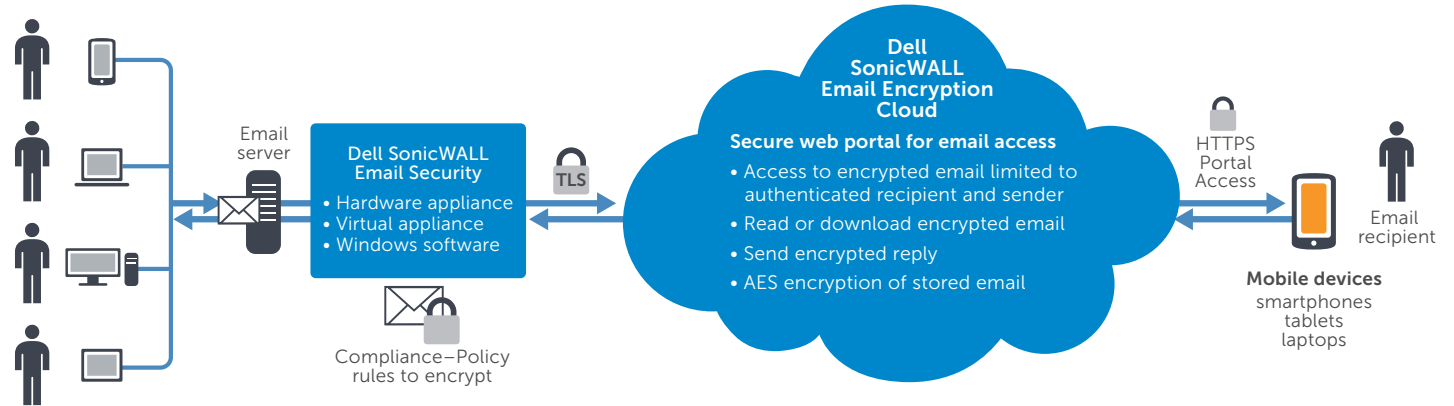 Email
server
Dell SonicWALL
Email Security
• Hardware appliance
• Virtual appliance
• Windows software
Compliance–Policy
rules to encrypt
TLS
Dell
SonicWALL
Email Encryption
Cloud
Secure web portal for email access
• Access to encrypted email limited to
authenticated recipient and sender
• Read or download encrypted email
• Send encrypted reply
• AES encryption of stored email
HTTPS
Portal
Access
Email
recipient
Mobile devices
smartphones
tablets
laptops